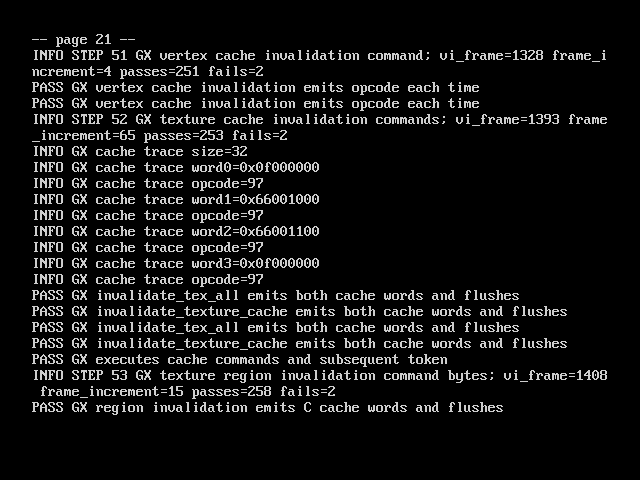 -- page 21 --
INFO STEP 51 GX vertex cache invalidation command; vi_frame=1328 frame_i
ncrement=4 passes=251 fails=2
PASS GX vertex cache invalidation emits opcode each time
PASS GX vertex cache invalidation emits opcode each time
INFO STEP 52 GX texture cache invalidation commands; vi_frame=1393 frame
_increment=65 passes=253 fails=2
INFO GX cache trace size=32
INFO GX cache trace word0=0x0f000000
INFO GX cache trace opcode=97
INFO GX cache trace word1=0x66001000
INFO GX cache trace opcode=97
INFO GX cache trace word2=0x66001100
INFO GX cache trace opcode=97
INFO GX cache trace word3=0x0f000000
INFO GX cache trace opcode=97
PASS GX invalidate_tex_all emits both cache words and flushes
PASS GX invalidate_texture_cache emits both cache words and flushes
PASS GX invalidate_tex_all emits both cache words and flushes
PASS GX invalidate_texture_cache emits both cache words and flushes
PASS GX executes cache commands and subsequent token
INFO STEP 53 GX texture region invalidation command bytes; vi_frame=1408
 frame_increment=15 passes=258 fails=2
PASS GX region invalidation emits C cache words and flushes